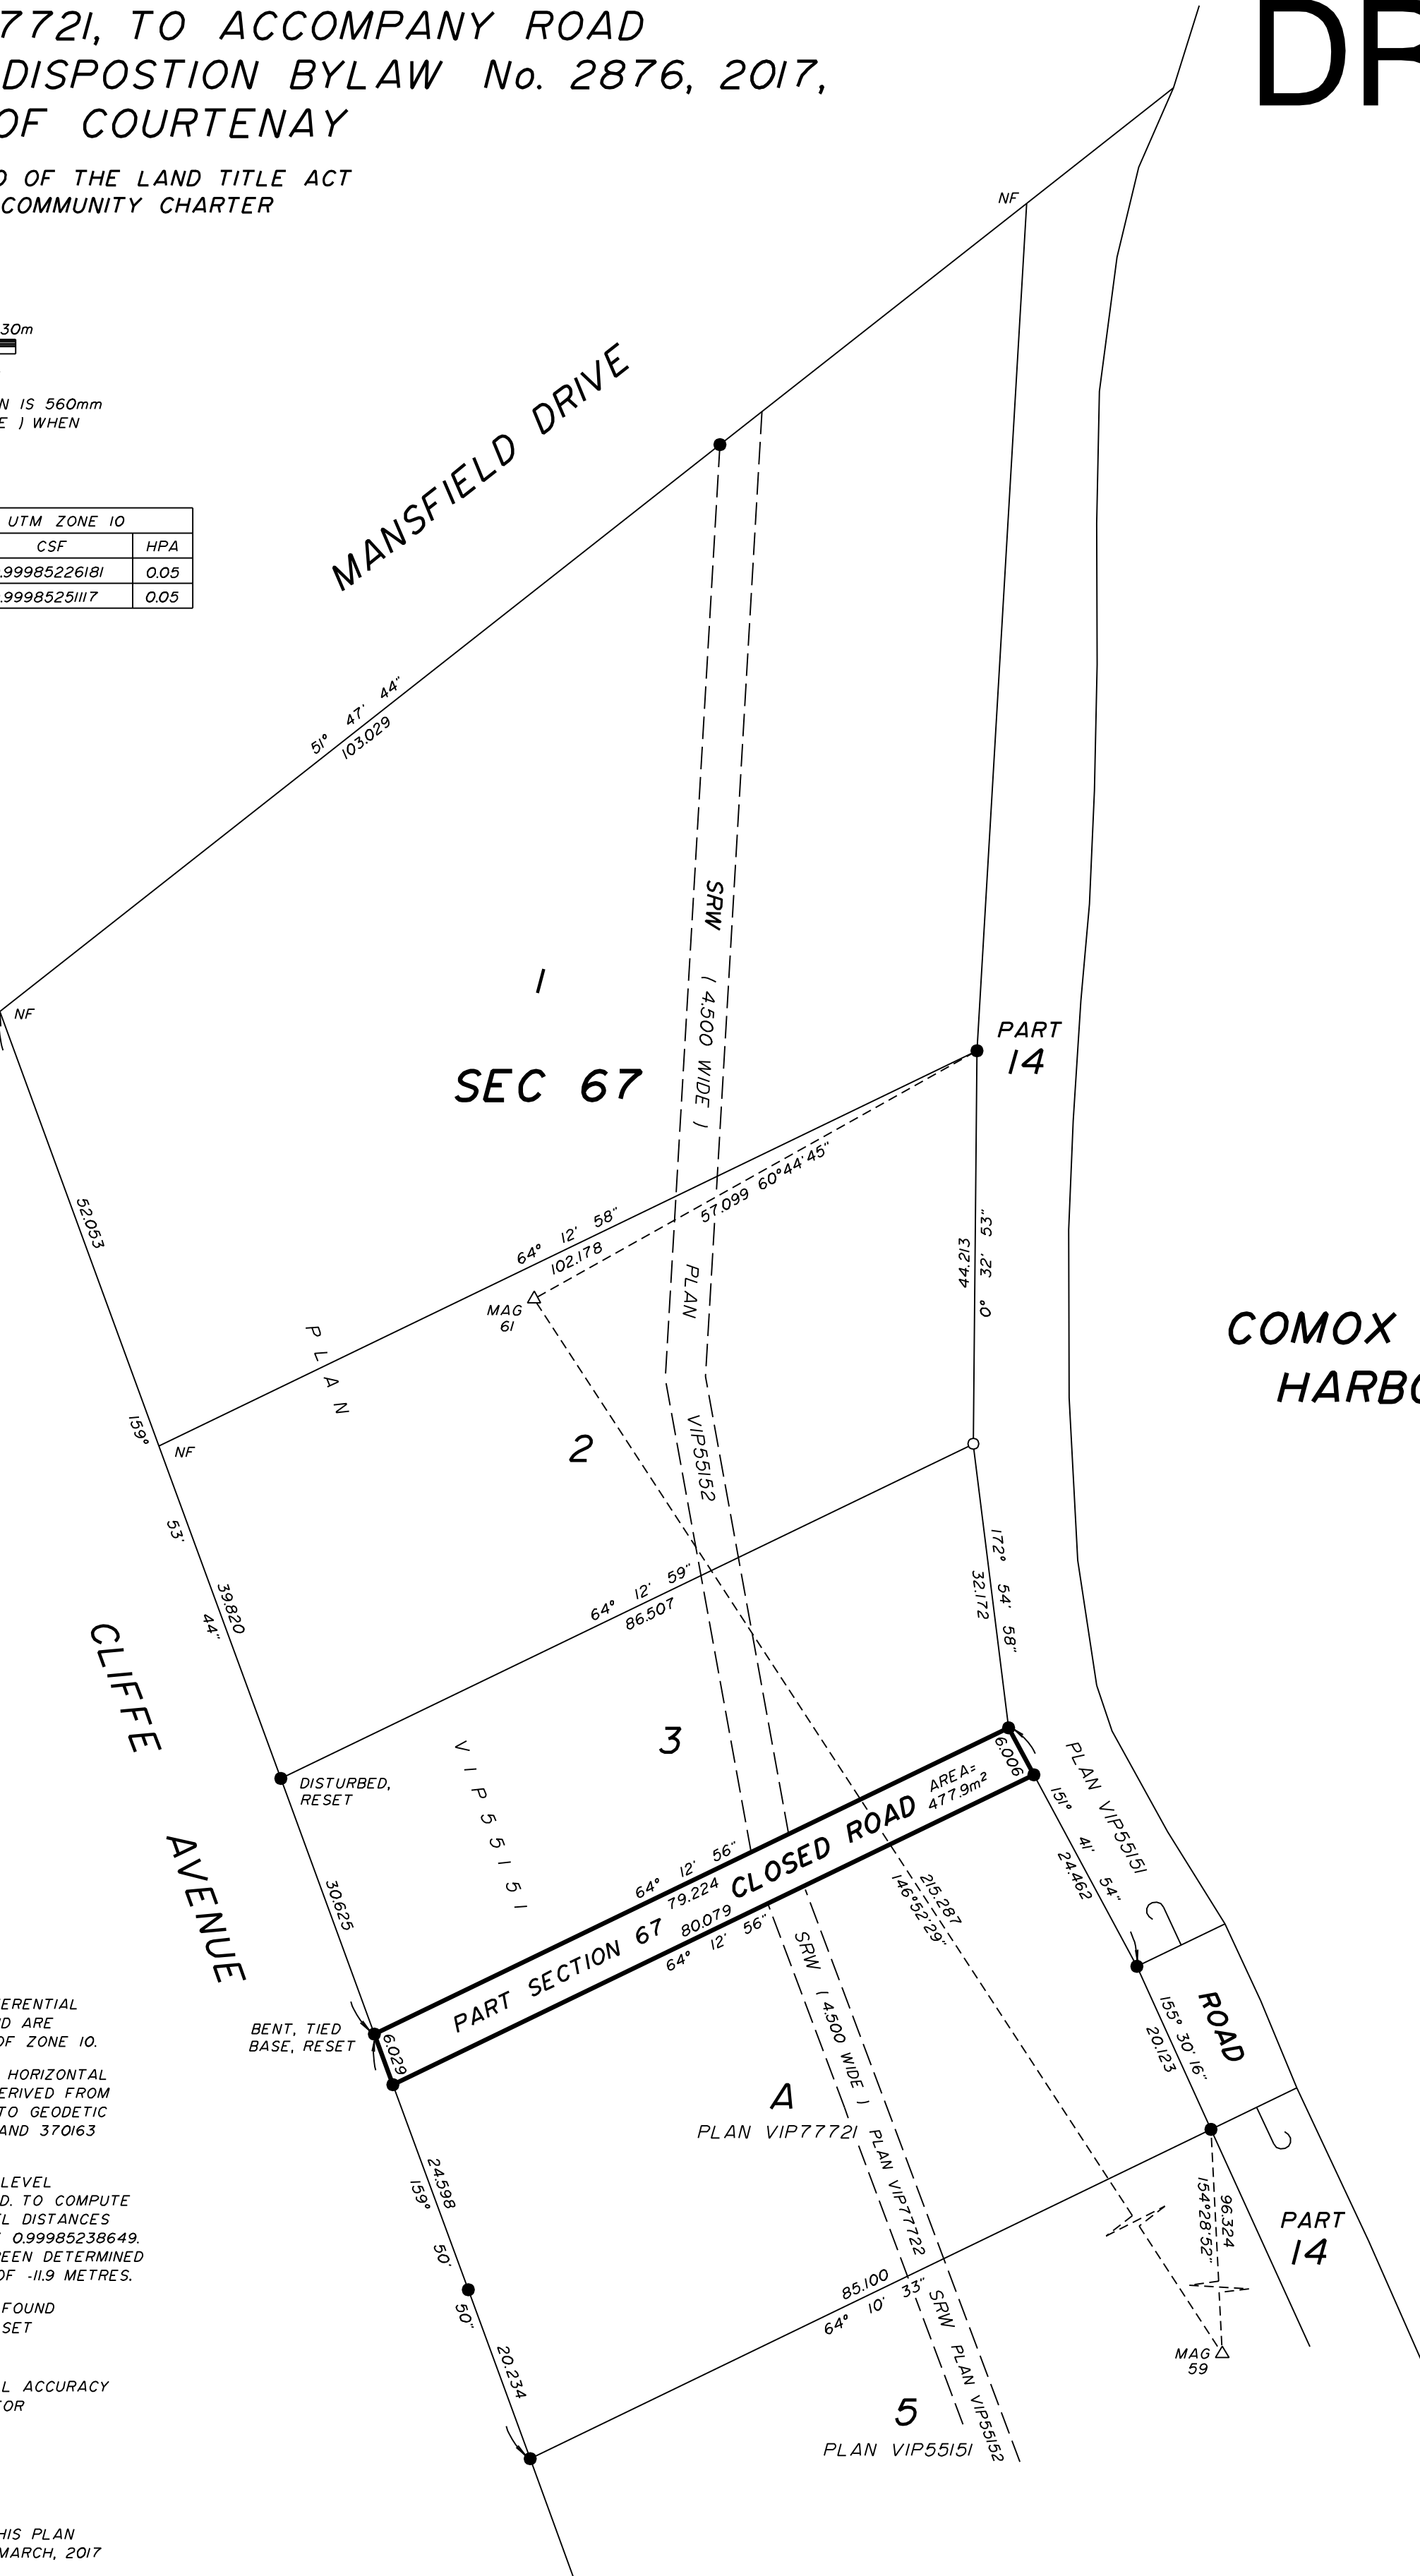 7721, TO ACCOMPANY ROAD
DISPOSTION BYLAW No. 2876, 2017,
OF COURTENAY
OF THE LAND TITLE ACT
COMMUNITY CHARTER
DR
30m
IS 560mm
) WHEN
UTM ZONE 10
CSF HPA
.99985226181 0.05
.99985251117 0.05
MANSFIELD DRIVE
NF
51° 47' 44"
103.029
NF
1
SEC 67
SRW ( 4.500 WIDE ) PLAN VIP55152
PART
14
52.053
64° 12' 58"
102.178
57.099 60°44'45"
MAG
61
44.213
0° 32' 53"
COMOX
HARBO
PLAN
159° 53' 44"
NF
2
39.820
64° 12' 59"
86.507
172° 54' 58"
32.172
CLIFFE AVENUE
3
DISTURBED,
RESET
VIP55151
30.625
6.006
AREA=
477.9m²
PLAN VIP55151
151° 41' 54"
24.462
64° 12' 56"
79.224
PART SECTION 67 CLOSED ROAD
80.079
64° 12' 56"
215.287
146°52'29"
BENT, TIED
BASE, RESET
6.029
ROAD
155° 30' 16"
20.123
SRW ( 4.500 WIDE ) PLAN VIP77722
A
PLAN VIP77721
24.598
159° 50' 50"
96.324
154°28'52"
PART
14
85.100
64° 10' 33"
SRW PLAN VIP55152
MAG
59
20.234
5
PLAN VIP55151
ERENTIAL
D ARE
OF ZONE 10.
HORIZONTAL
ERIVED FROM
TO GEODETIC
AND 370163
LEVEL
D. TO COMPUTE
EL DISTANCES
0.99985238649.
BEEN DETERMINED
OF -11.9 METRES.
FOUND
SET
L ACCURACY
TOR
HIS PLAN
MARCH, 2017